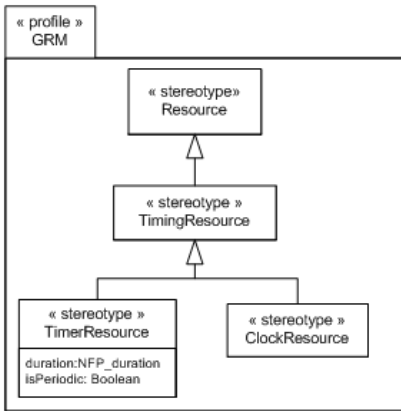 « profile »
GRM
« stereotype»
Resource
« stereotype »
TimingResource
« stereotype »
TimerResource
duration:NFP_duration
isPeriodic: Boolean
« stereotype »
ClockResource